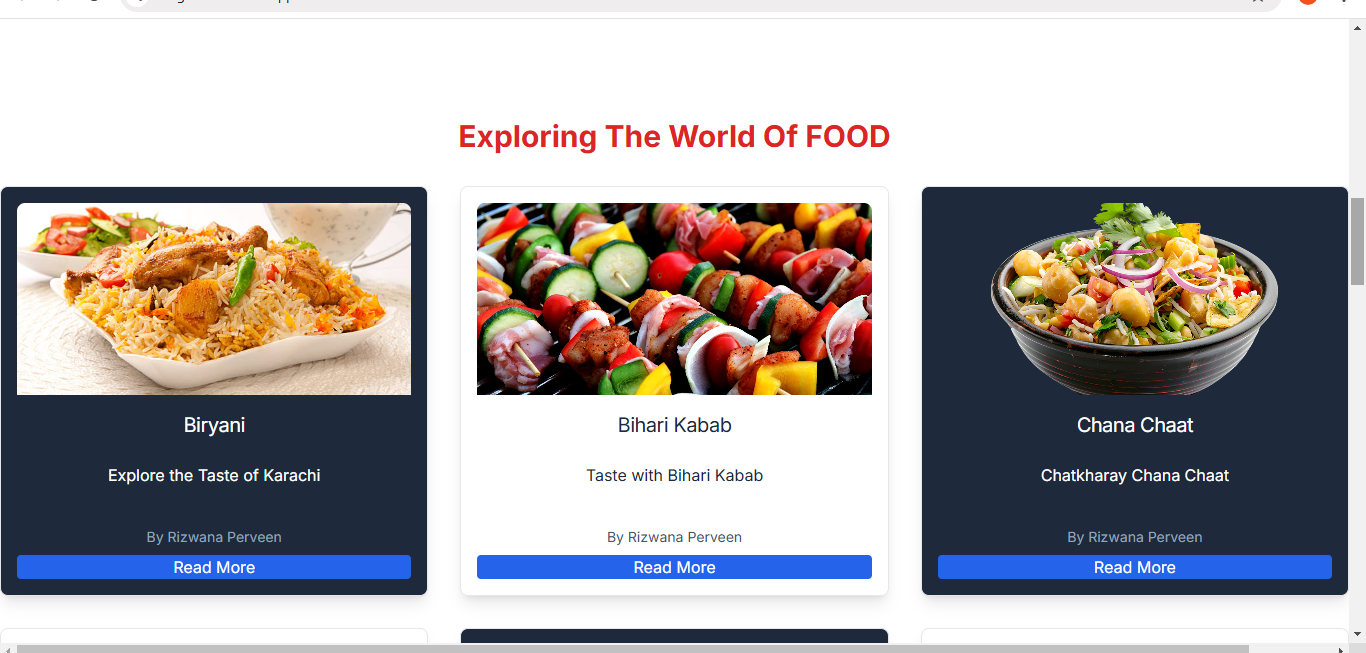 Exploring The World Of FOOD
Biryani
Explore the Taste of Karachi
By Rizwana Perveen
Read More
Bihari Kabab
Taste with Bihari Kabab
By Rizwana Perveen
Read More
Chana Chaat
Chatkharay Chana Chaat
By Rizwana Perveen
Read More